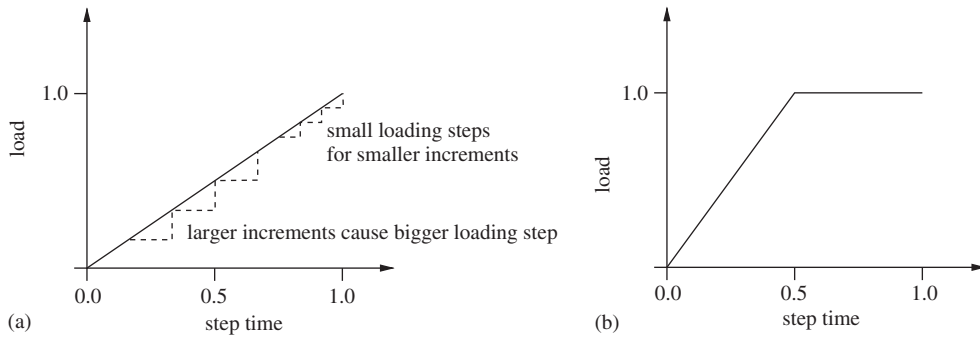 1.0
load
small loading steps
for smaller increments
larger increments cause bigger loading step
0.0
0.5
1.0
step time
(a)
1.0
load
0.0
0.5
1.0
step time
(b)